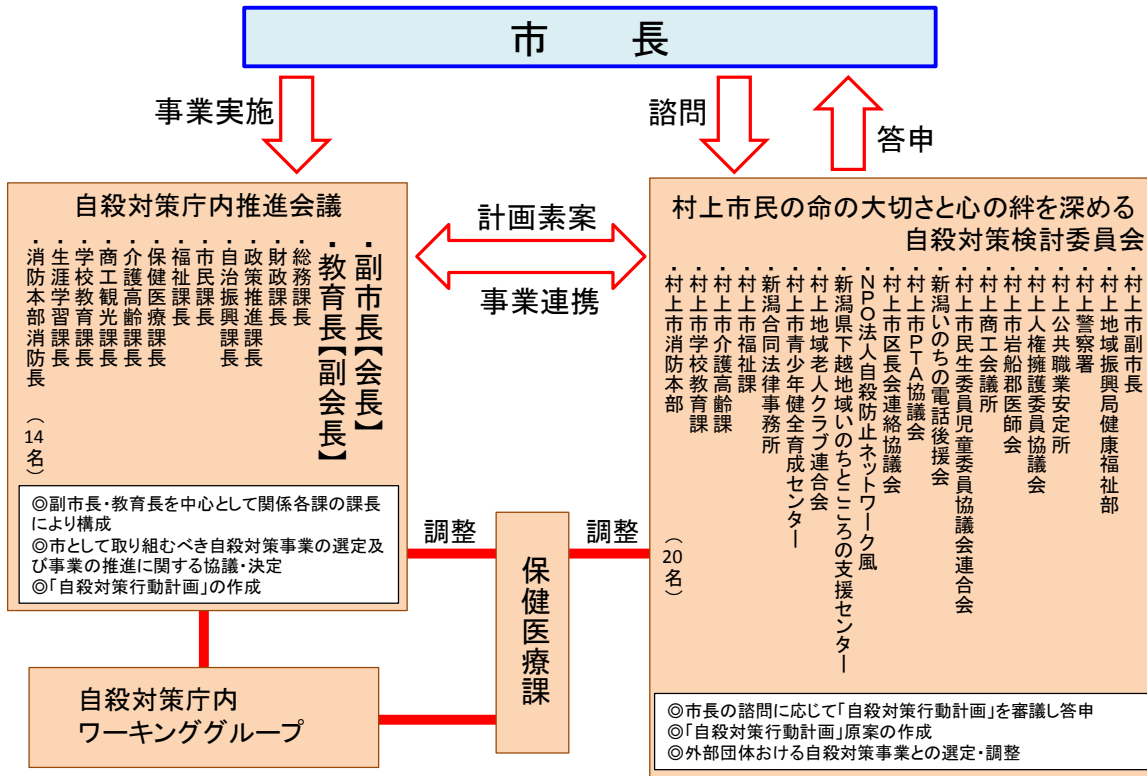 市　　長
事業実施
諮問
答申
自殺対策庁内推進会議
・副市長【会長】
・教育長【副会長】
・総務課長
・財政課長
・政策推進課長
・自治振興課長
・市民課長
・福祉課長
・保健医療課長
・介護高齢課長
・商工観光課長
・学校教育課長
・生涯学習課長
・消防本部消防長
（14名）
◎副市長・教育長を中心として関係各課の課長
により構成
◎市として取り組むべき自殺対策事業の選定及
び事業の推進に関する協議・決定
◎「自殺対策行動計画」の作成
計画素案
事業連携
村上市民の命の大切さと心の絆を深める
自殺対策検討委員会
・村上市副市長
・村上地域振興局健康福祉部
・村上警察署
・村上公共職業安定所
・村上人権擁護委員協議会
・村上市岩船郡医師会
・村上商工会議所
・村上市民生委員児童委員協議会連合会
・新潟いのちの電話後援会
・村上市PTA協議会
・村上市区長会連絡協議会
・NPO法人自殺防止ネットワーク風
・新潟県下越地域いのちとこころの支援センター
・村上地域老人クラブ連合会
・村上市青少年健全育成センター
・新潟合同法律事務所
・村上市福祉課
・村上市介護高齢課
・村上市学校教育課
・村上市消防本部
（20名）
◎市長の諮問に応じて「自殺対策行動計画」を審議し答申
◎「自殺対策行動計画」原案の作成
◎外部団体おける自殺対策事業との選定・調整
調整
調整
保健医療課
自殺対策庁内
ワーキンググループ